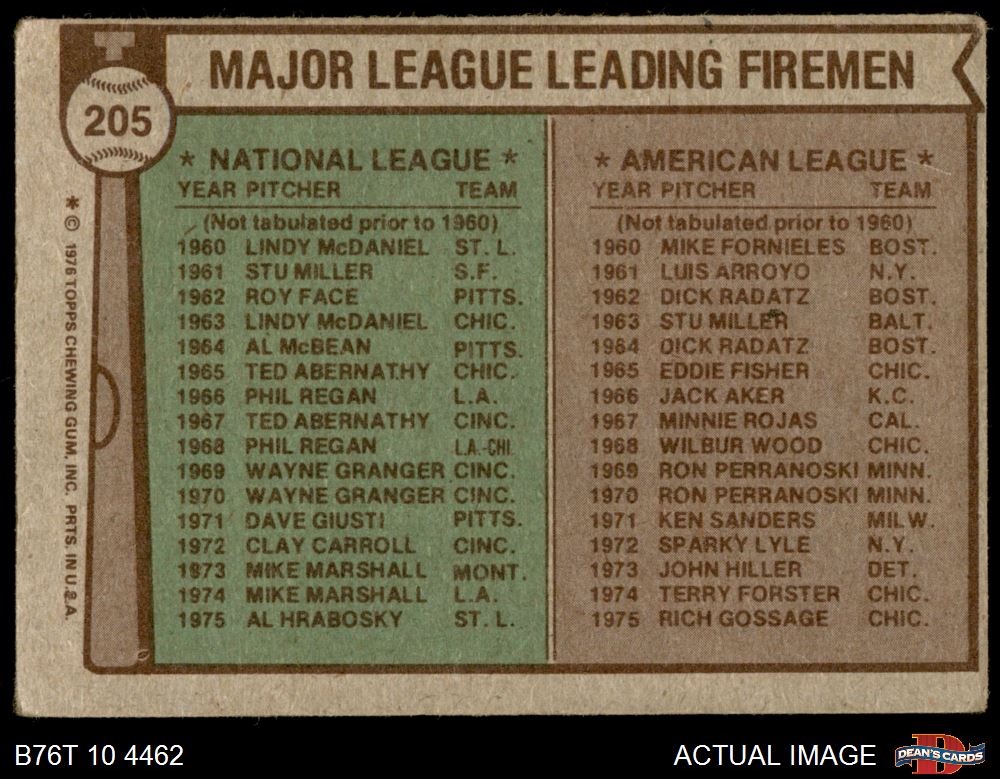 MAJOR LEAGUE LEADING FIREMEN
205
* NATIONAL LEAGUE *
YEAR PITCHER TEAM
(Not tabulated prior to 1960)
1960 LINDY McDANIEL ST. L.
1961 STU MILLER S.F.
1962 ROY FACE PITTS.
1963 LINDY McDANIEL CHIC.
1964 AL McBEAN PITTS.
1965 TED ABERNATHY CHIC.
1966 PHIL REGAN L.A.
1967 TED ABERNATHY CINC.
1968 PHIL REGAN L.A.-CHI.
1969 WAYNE GRANGER CINC.
1970 WAYNE GRANGER CINC.
1971 DAVE GIUSTI PITTS.
1972 CLAY CARROLL CINC.
1973 MIKE MARSHALL MONT.
1974 MIKE MARSHALL L.A.
1975 AL HRABOSKY ST. L.
* AMERICAN LEAGUE *
YEAR PITCHER TEAM
(Not tabulated prior to 1960)
1960 MIKE FORNIELES BOST.
1961 LUIS ARROYO N.Y.
1962 DICK RADATZ BOST.
1963 STU MILLER BALT.
1964 DICK RADATZ BOST.
1965 EDDIE FISHER CHIC.
1966 JACK AKER K.C.
1967 MINNIE ROJAS CAL.
1968 WILBUR WOOD CHIC.
1969 RON PERRANOSKI MINN.
1970 RON PERRANOSKI MINN.
1971 KEN SANDERS MILW.
1972 SPARKY LYLE N.Y.
1973 JOHN HILLER DET.
1974 TERRY FORSTER CHIC.
1975 RICH GOSSAGE CHIC.
* © 1976 TOPPS CHEWING GUM, INC. PRTS. IN U.S.A.
B76T 10 4462
ACTUAL IMAGE
DEAN'S CARDS